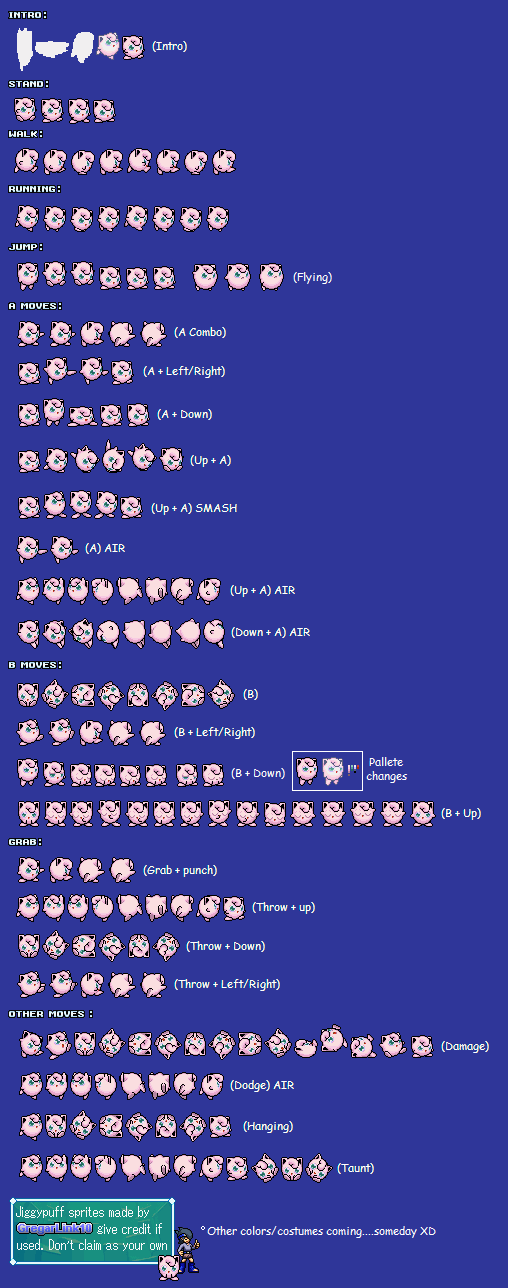 INTRO:
(Intro)
STAND:
WALK:
RUNNING:
JUMP:
(Flying)
A MOVES:
(A Combo)
(A + Left/Right)
(A + Down)
(Up + A)
(Up + A) SMASH
(A) AIR
(Up + A) AIR
(Down + A) AIR
B MOVES:
(B)
(B + Left/Right)
(B + Down)
Pallete
changes
(B + Up)
GRAB:
(Grab + punch)
(Throw + up)
(Throw + Down)
(Throw + Left/Right)
OTHER MOVES :
(Damage)
(Dodge) AIR
(Hanging)
(Taunt)
Jiggypuff sprites made by
GregarLink10 give credit if
used. Don't claim as your own
°Other colors/costumes coming....someday XD